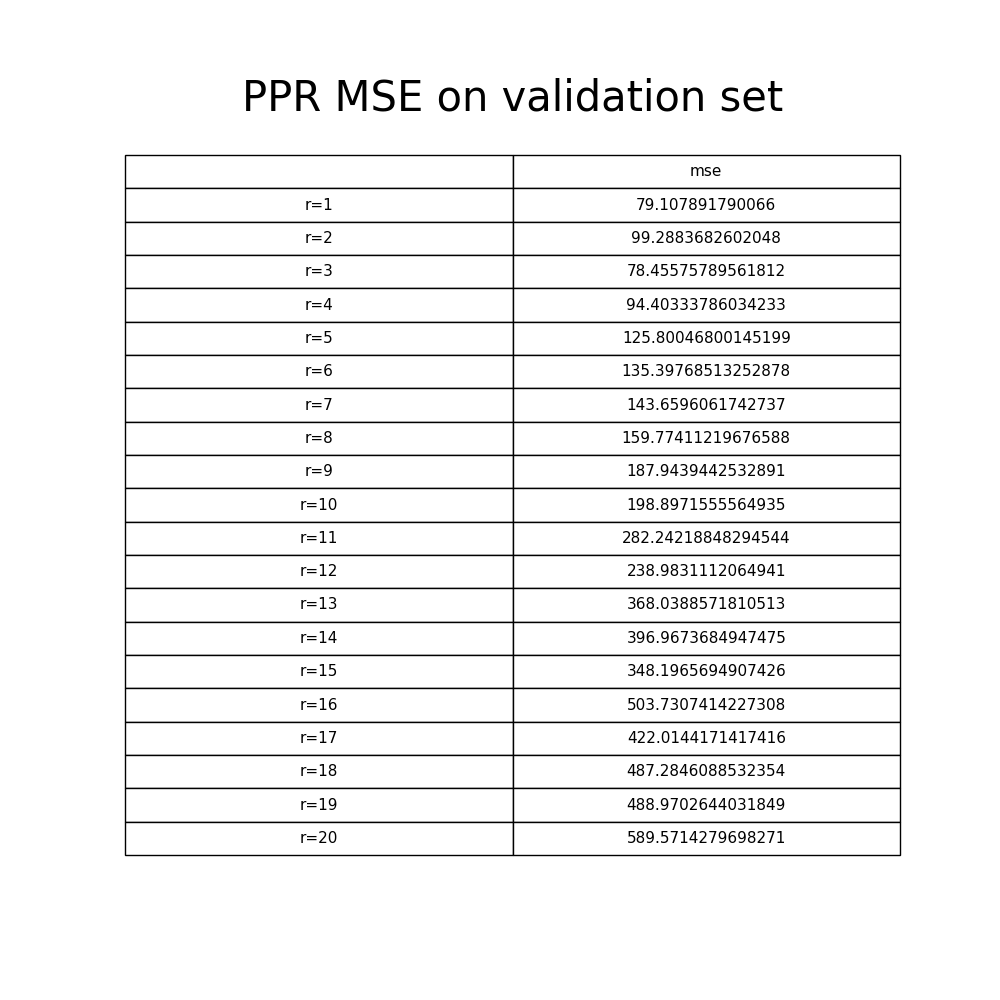 PPR MSE on validation set
mse
r=1 79.107891790066
r=2 99.2883682602048
r=3 78.45575789561812
r=4 94.40333786034233
r=5 125.80046800145199
r=6 135.39768513252878
r=7 143.6596061742737
r=8 159.77411219676588
r=9 187.9439442532891
r=10 198.8971555564935
r=11 282.24218848294544
r=12 238.9831112064941
r=13 368.0388571810513
r=14 396.9673684947475
r=15 348.1965694907426
r=16 503.7307414227308
r=17 422.0144171417416
r=18 487.2846088532354
r=19 488.9702644031849
r=20 589.5714279698271